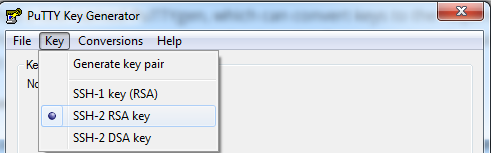 PuTTY Key Generator
File Key Conversions Help
Generate key pair
SSH-1 key (RSA)
SSH-2 RSA key
SSH-2 DSA key